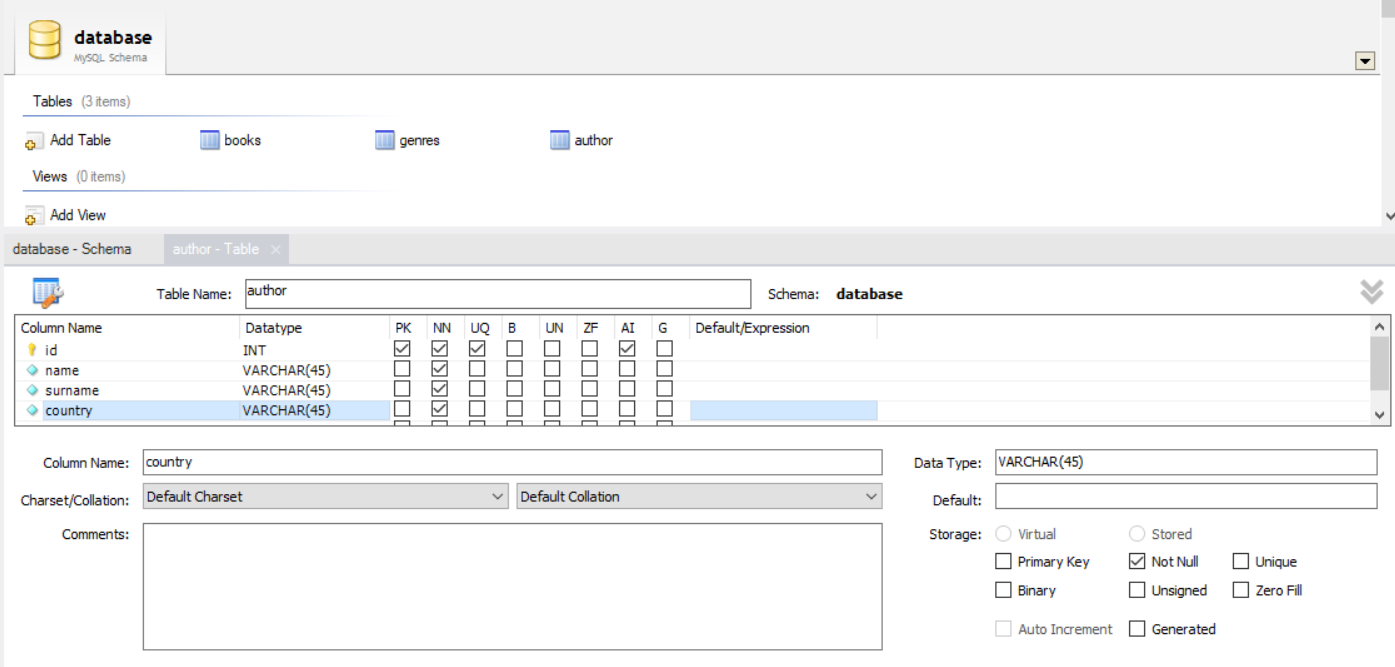 database
MySQL Schema
Tables (3 items)
Add Table books genres author
Views (0 items)
Add View
database - Schema author - Table ×
Table Name: author Schema: database
Column Name Datatype PK NN UQ B UN ZF AI G Default/Expression
id INT
name VARCHAR(45)
surname VARCHAR(45)
country VARCHAR(45)
Column Name: country Data Type: VARCHAR(45)
Charset/Collation: Default Charset Default Collation Default:
Comments: Storage: Virtual Stored
Primary Key Not Null Unique
Binary Unsigned Zero Fill
Auto Increment Generated